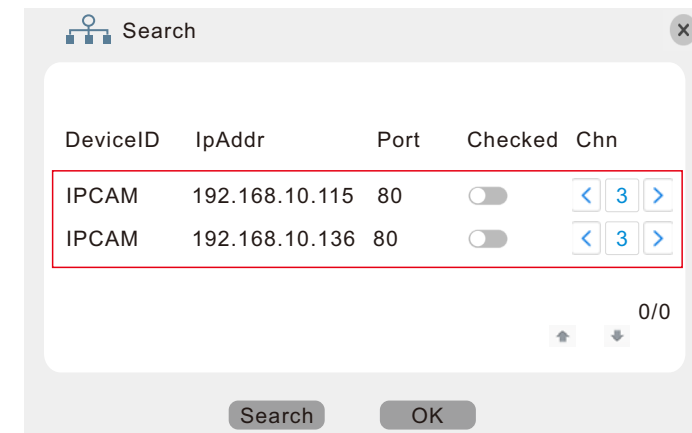 Search
DeviceID IpAddr Port Checked Chn
IPCAM 192.168.10.115 80 < 3 >
IPCAM 192.168.10.136 80 < 3 >
0/0
Search OK